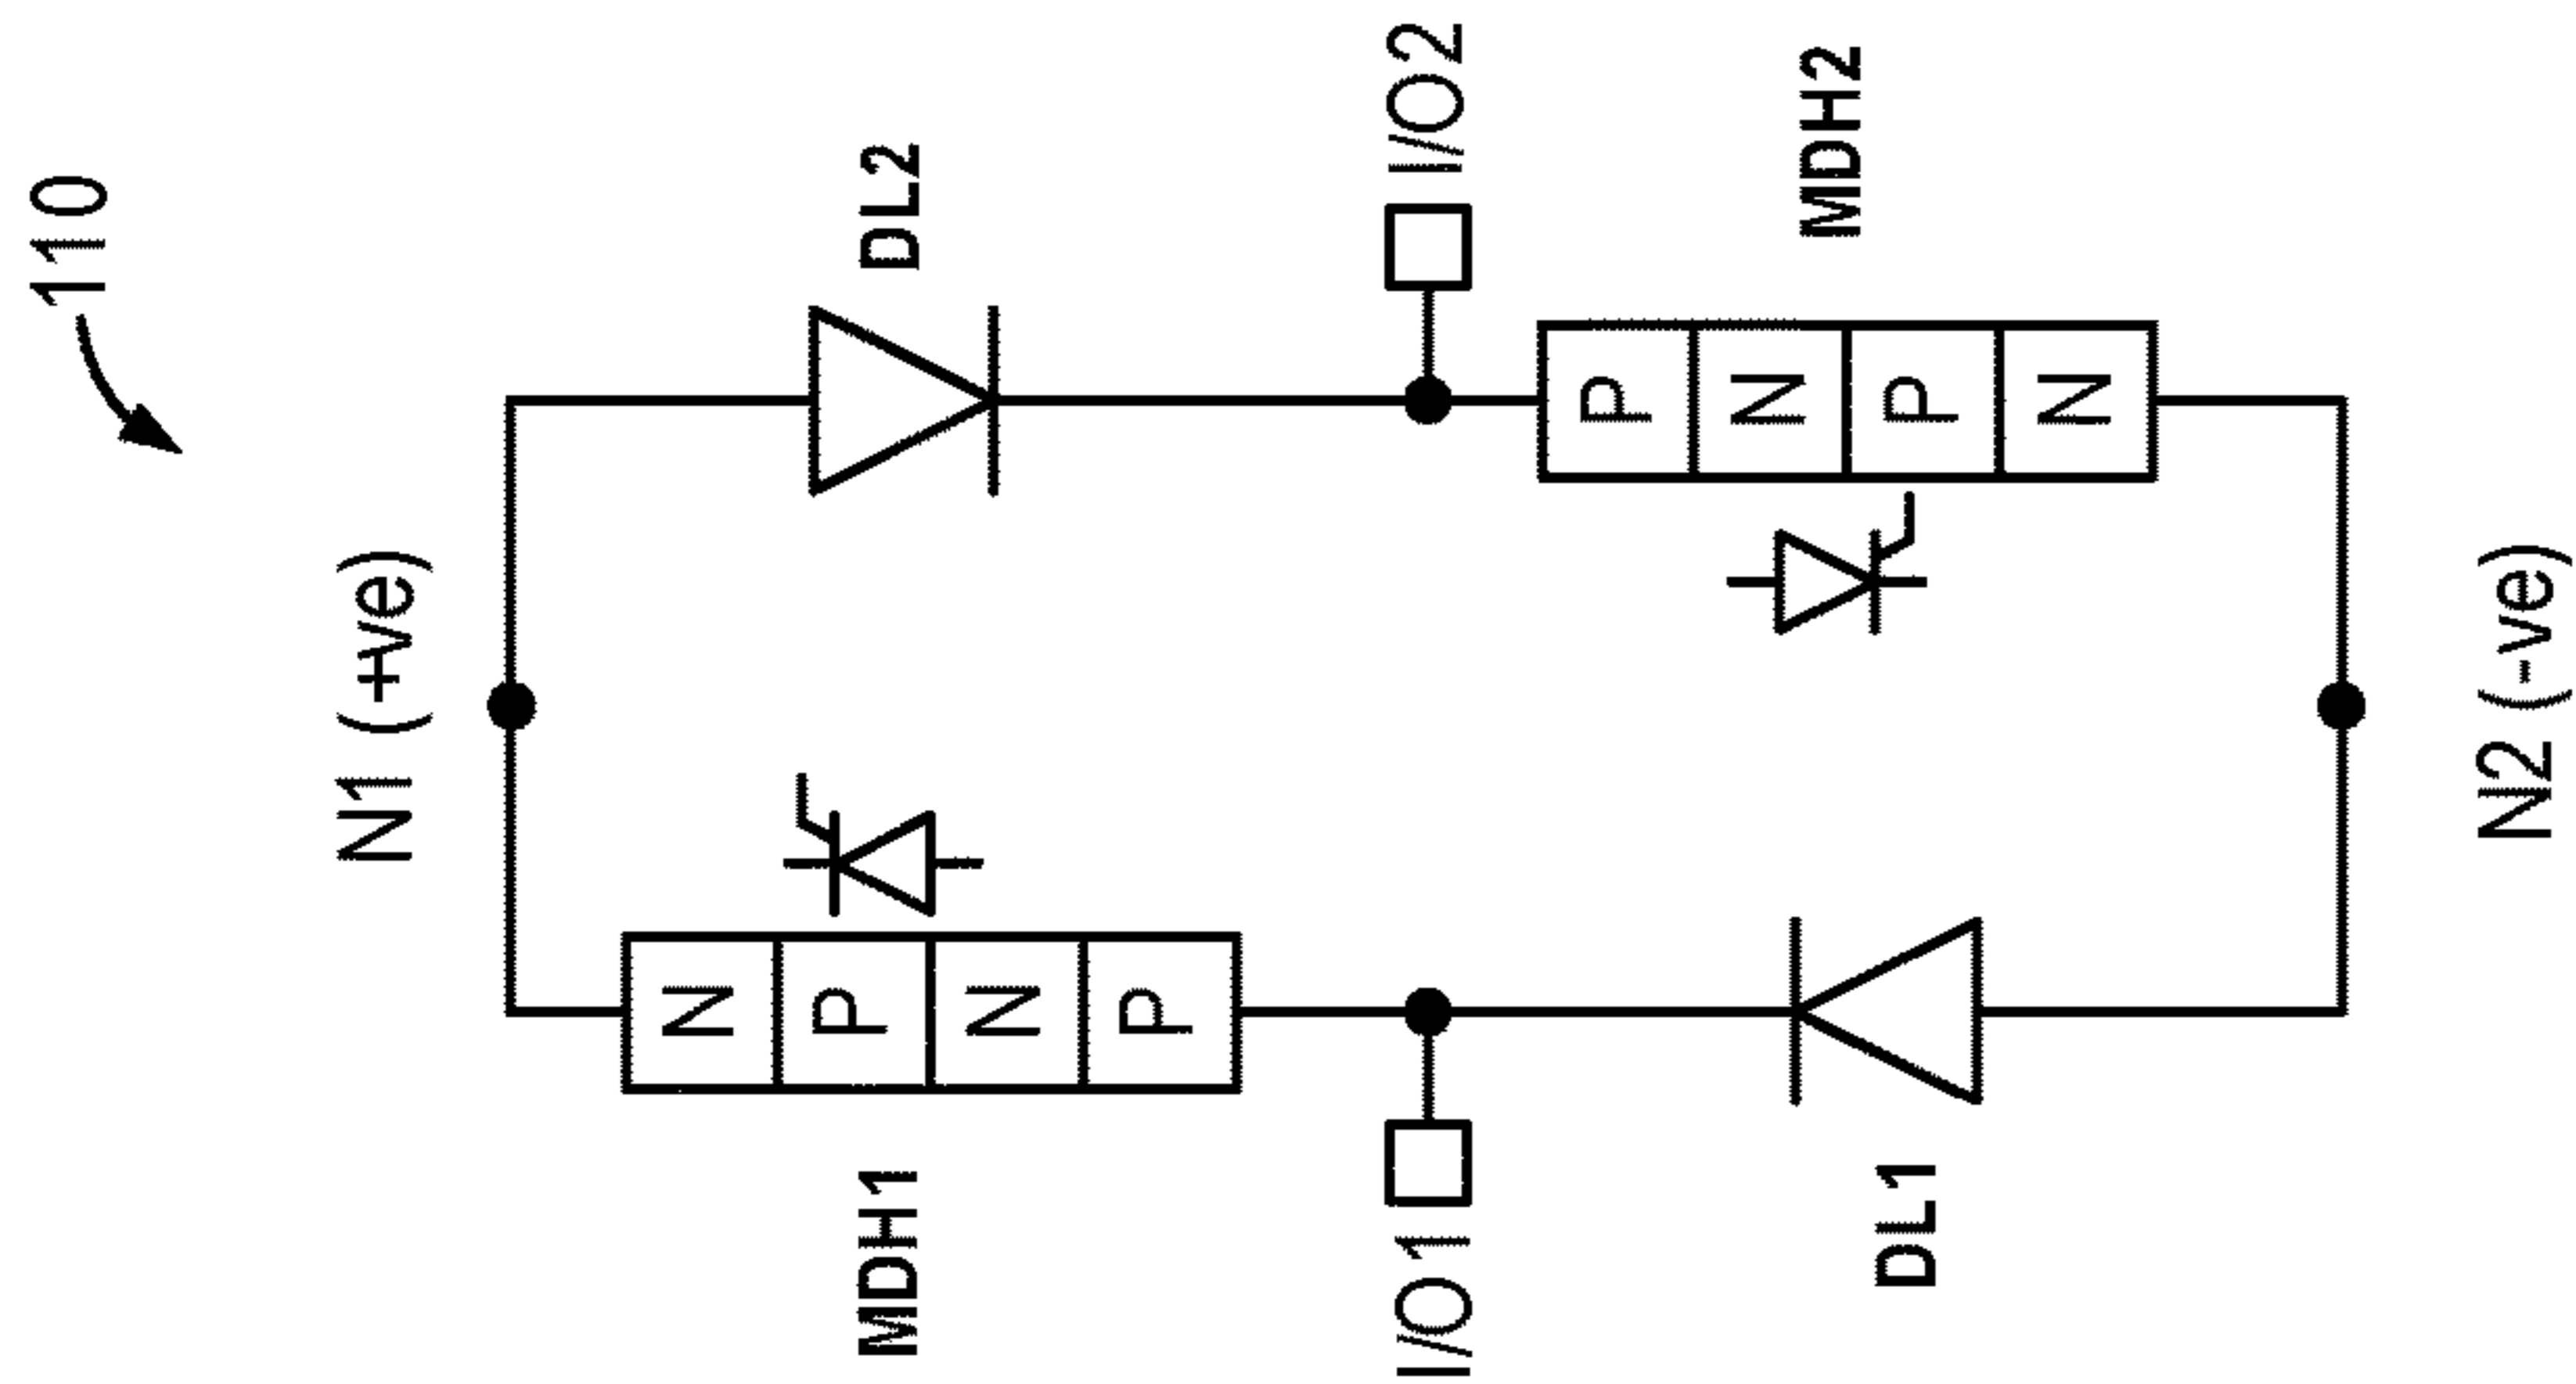 110
N1 (+ve)
N
P
MDH1
DL2
N
P
I/O1
I/O2
P
N
MDH2
DL1
P
N
N2 (-ve)